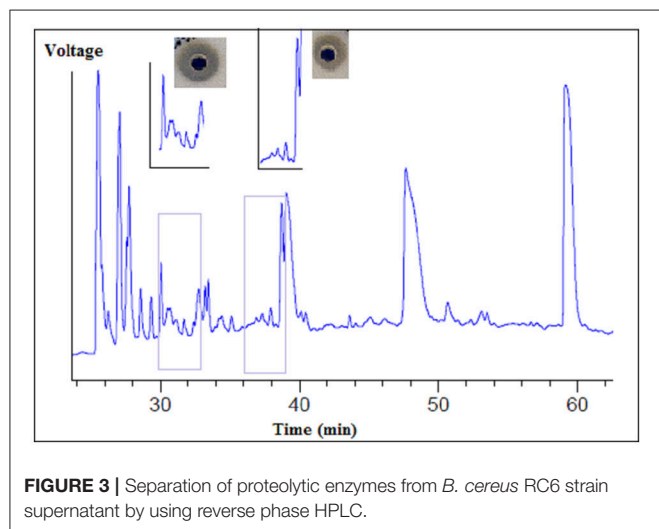 Voltage
30
40
50
60
Time (min)
FIGURE 3 | Separation of proteolytic enzymes from B. cereus RC6 strain
supernatant by using reverse phase HPLC.